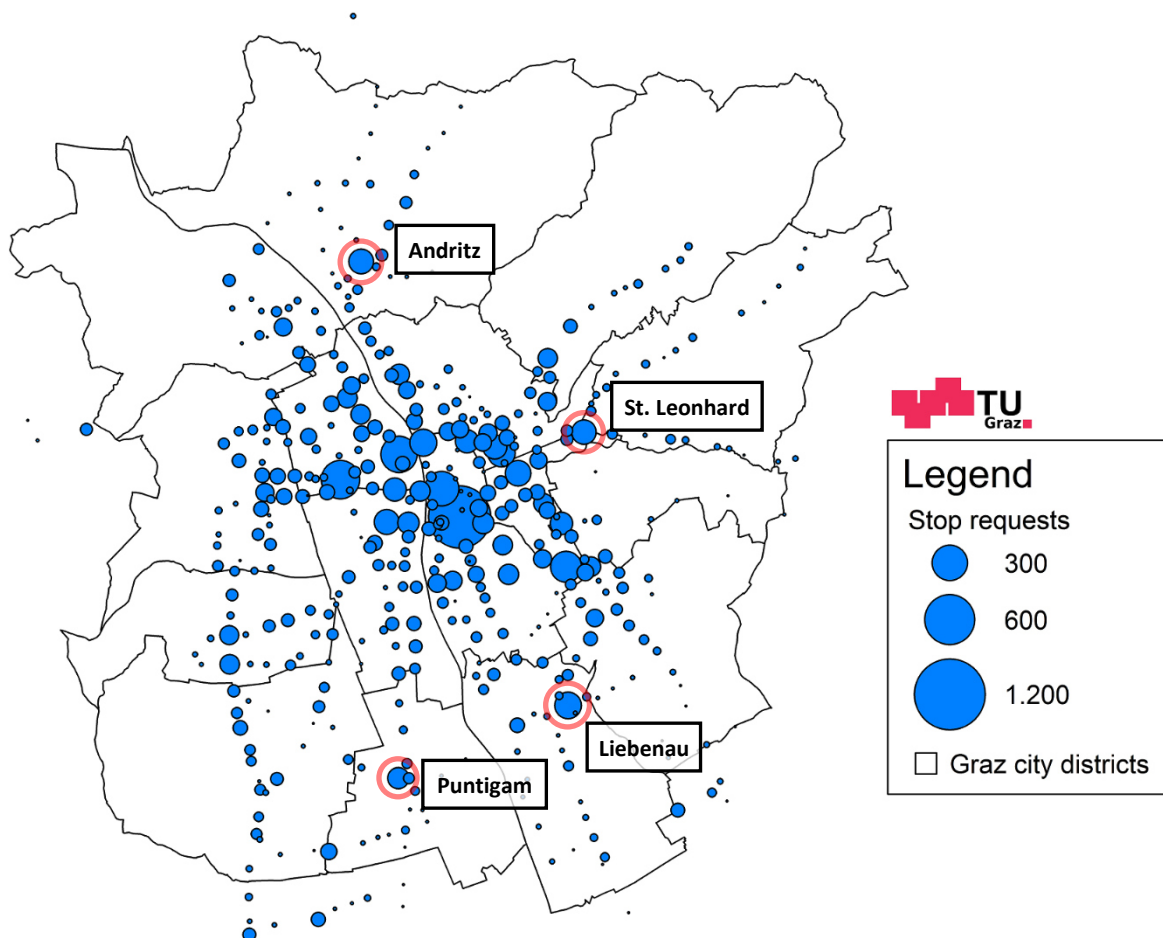 Andritz
St. Leonhard
TU
Graz
Legend
Stop requests
300
600
1.200
Graz city districts
Liebenau
Puntigam